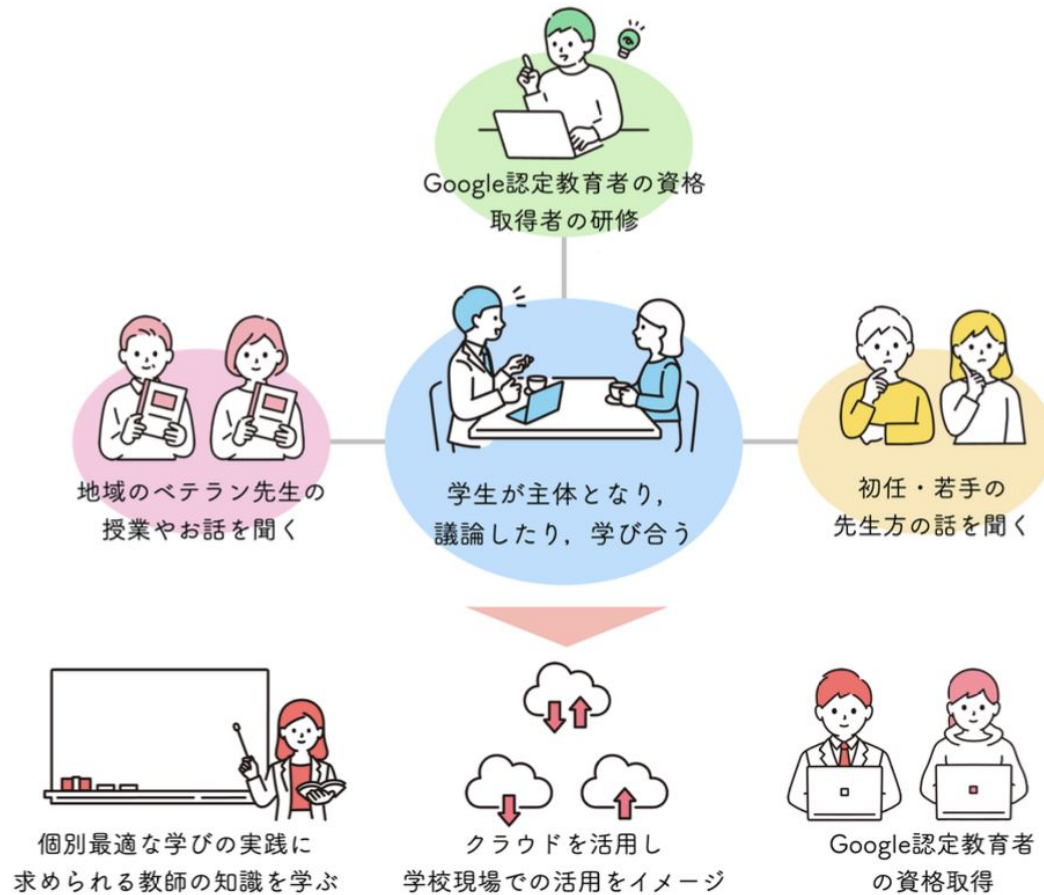 Google認定教育者の資格
取得者の研修
地域のベテラン先生の
授業やお話を聞く
学生が主体となり，
議論したり，学び合う
初任・若手の
先生方の話を聞く
個別最適な学びの実践に
求められる教師の知識を学ぶ
クラウドを活用し
学校現場での活用をイメージ
Google認定教育者
の資格取得